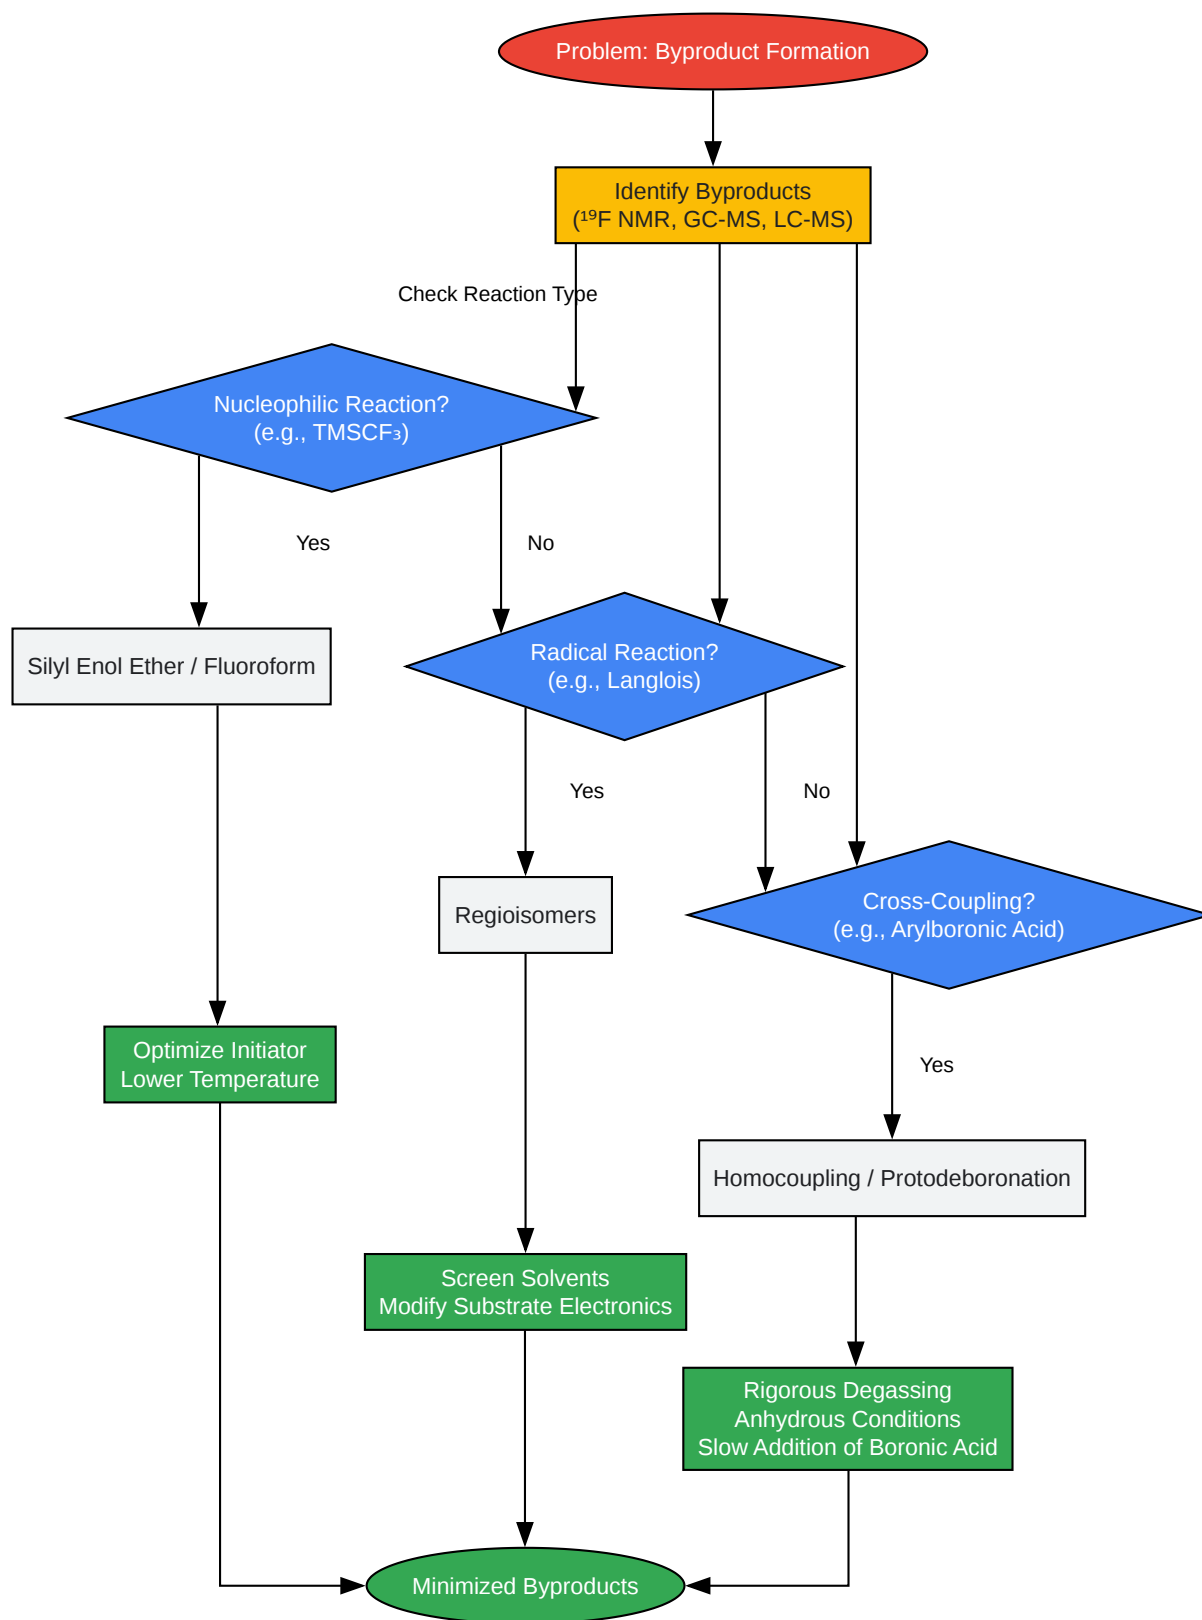 Problem: Byproduct Formation
Identify Byproducts
(¹⁹F NMR, GC-MS, LC-MS)
Check Reaction Type
Nucleophilic Reaction?
(e.g., TMSCF₃)
Yes
No
Silyl Enol Ether / Fluoroform
Radical Reaction?
(e.g., Langlois)
Yes
No
Regioisomers
Cross-Coupling?
(e.g., Arylboronic Acid)
Optimize Initiator
Lower Temperature
Yes
Homocoupling / Protodeboronation
Screen Solvents
Modify Substrate Electronics
Rigorous Degassing
Anhydrous Conditions
Slow Addition of Boronic Acid
Minimized Byproducts